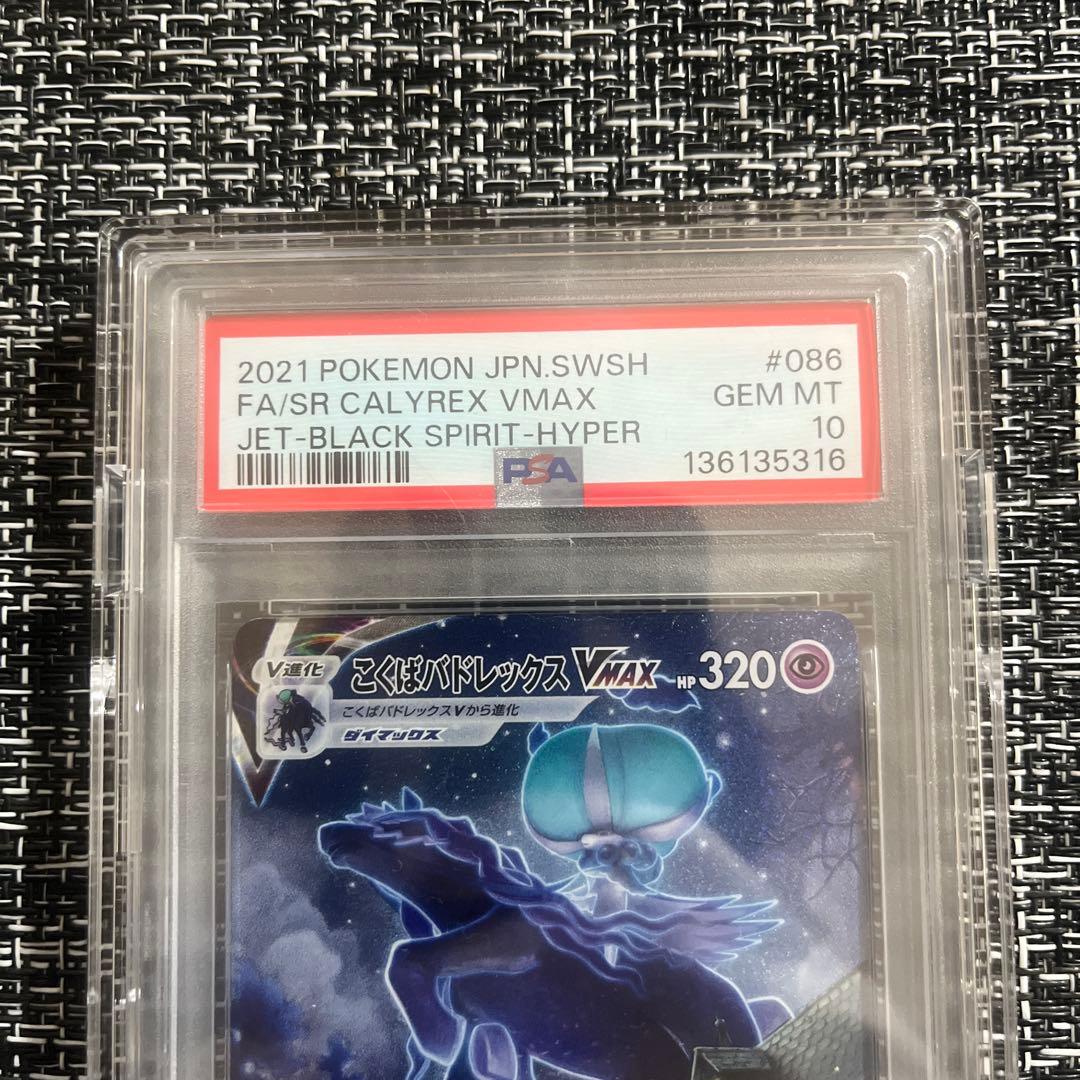 2021 POKEMON JPN.SWSH #086
FA/SR CALYREX VMAX GEM MT
JET-BLACK SPIRIT-HYPER 10
PSA 136135316
V進化 こくばバドレックス VMAX HP 320
こくばバドレックスVから進化
ダイマックス